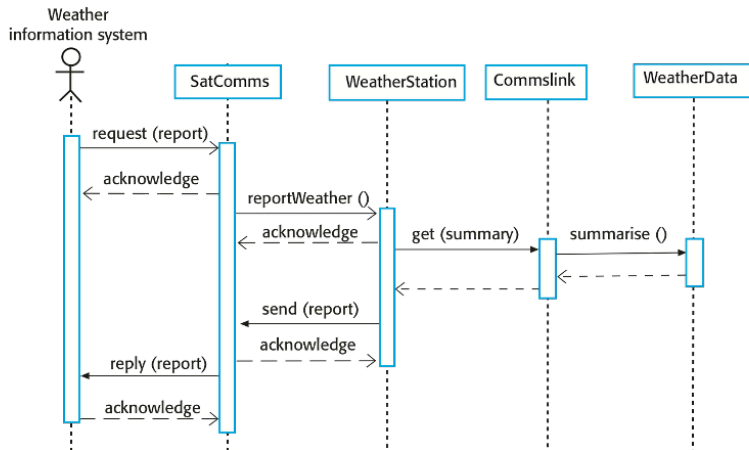 Weather
information system
SatComms
WeatherStation
Commslink
WeatherData
request (report)
acknowledge
reportWeather ()
acknowledge
get (summary)
summarise ()
send (report)
acknowledge
reply (report)
acknowledge